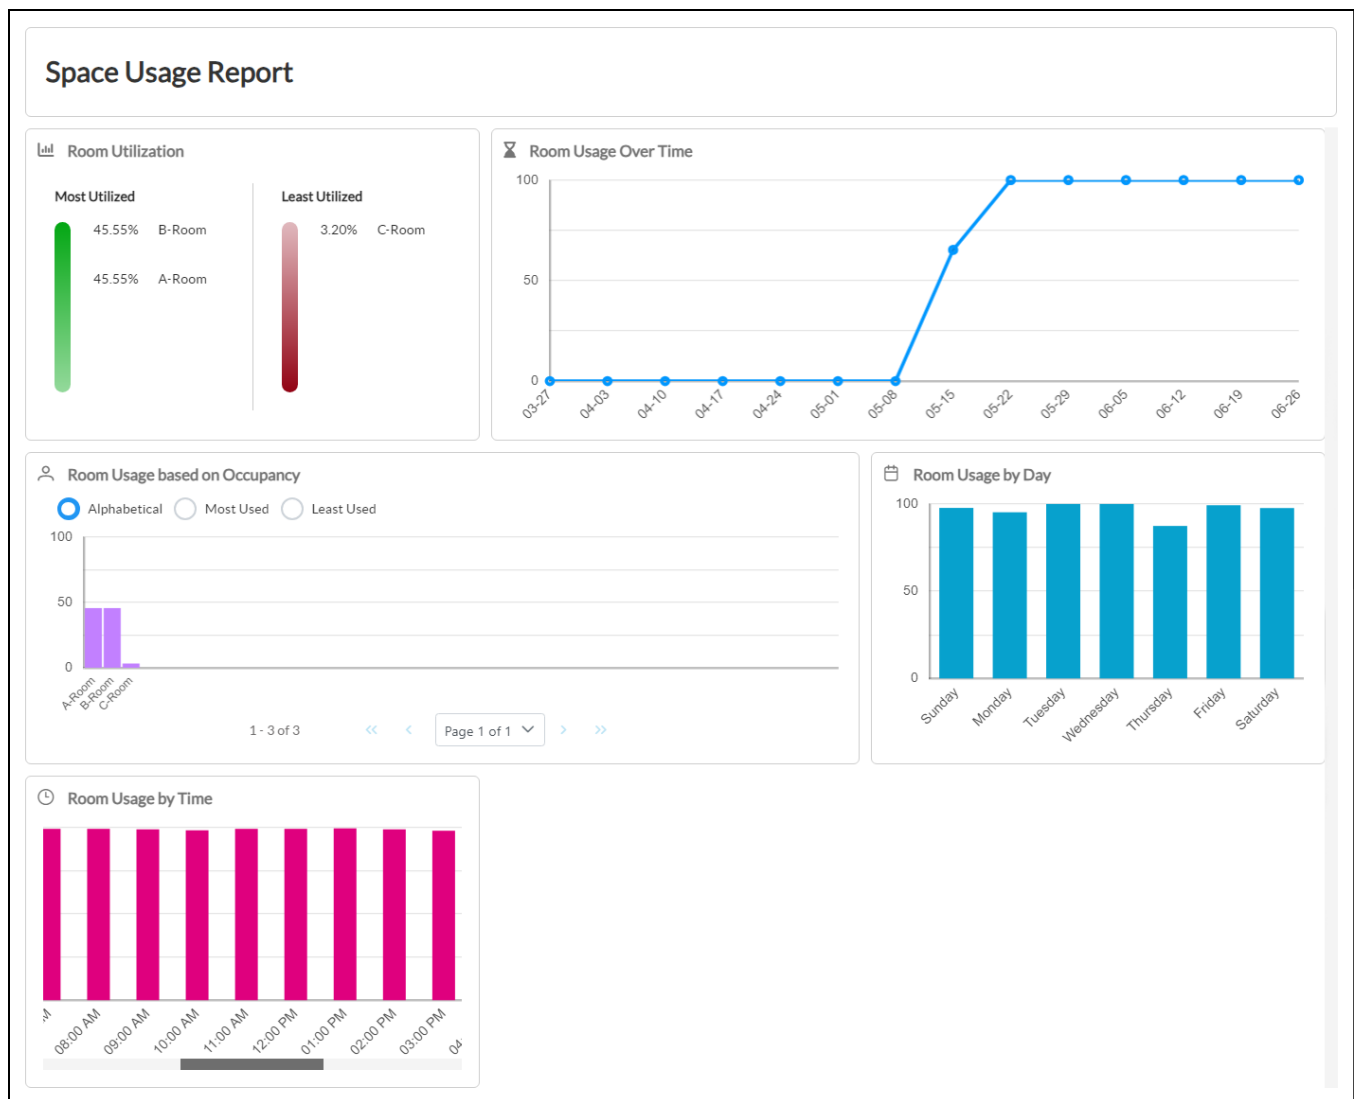 Space Usage Report
Room Utilization
Most Utilized
45.55% B-Room
45.55% A-Room
Least Utilized
3.20% C-Room
Room Usage Over Time
100
50
0
03-27 04-03 04-10 04-17 04-24 05-01 05-08 05-15 05-22 05-29 06-05 06-12 06-19 06-26
Room Usage based on Occupancy
Alphabetical Most Used Least Used
100
50
0
A-Room B-Room C-Room
1 - 3 of 3 « ‹ Page 1 of 1 › »
Room Usage by Day
100
50
0
Sunday Monday Tuesday Wednesday Thursday Friday Saturday
Room Usage by Time
M 08:00 AM 09:00 AM 10:00 AM 11:00 AM 12:00 PM 01:00 PM 02:00 PM 03:00 PM 04